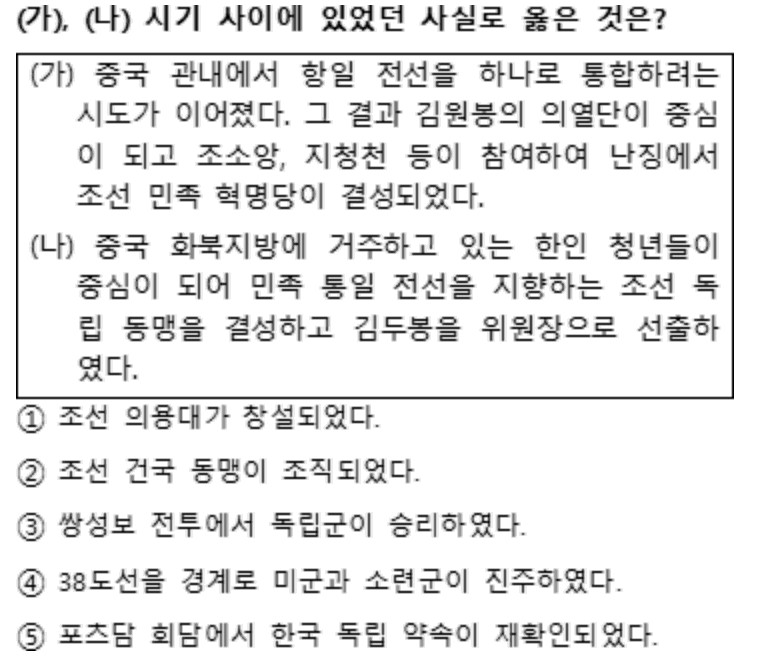 (가), (나) 시기 사이에 있었던 사실로 옳은 것은?
(가) 중국 관내에서 항일 전선을 하나로 통합하려는
시도가 이어졌다. 그 결과 김원봉의 의열단이 중심
이 되고 조소앙, 지청천 등이 참여하여 난징에서
조선 민족 혁명당이 결성되었다.
(나) 중국 화북지방에 거주하고 있는 한인 청년들이
중심이 되어 민족 통일 전선을 지향하는 조선 독
립 동맹을 결성하고 김두봉을 위원장으로 선출하
였다.
① 조선 의용대가 창설되었다.
② 조선 건국 동맹이 조직되었다.
③ 쌍성보 전투에서 독립군이 승리하였다.
④ 38도선을 경계로 미군과 소련군이 진주하였다.
⑤ 포츠담 회담에서 한국 독립 약속이 재확인되었다.